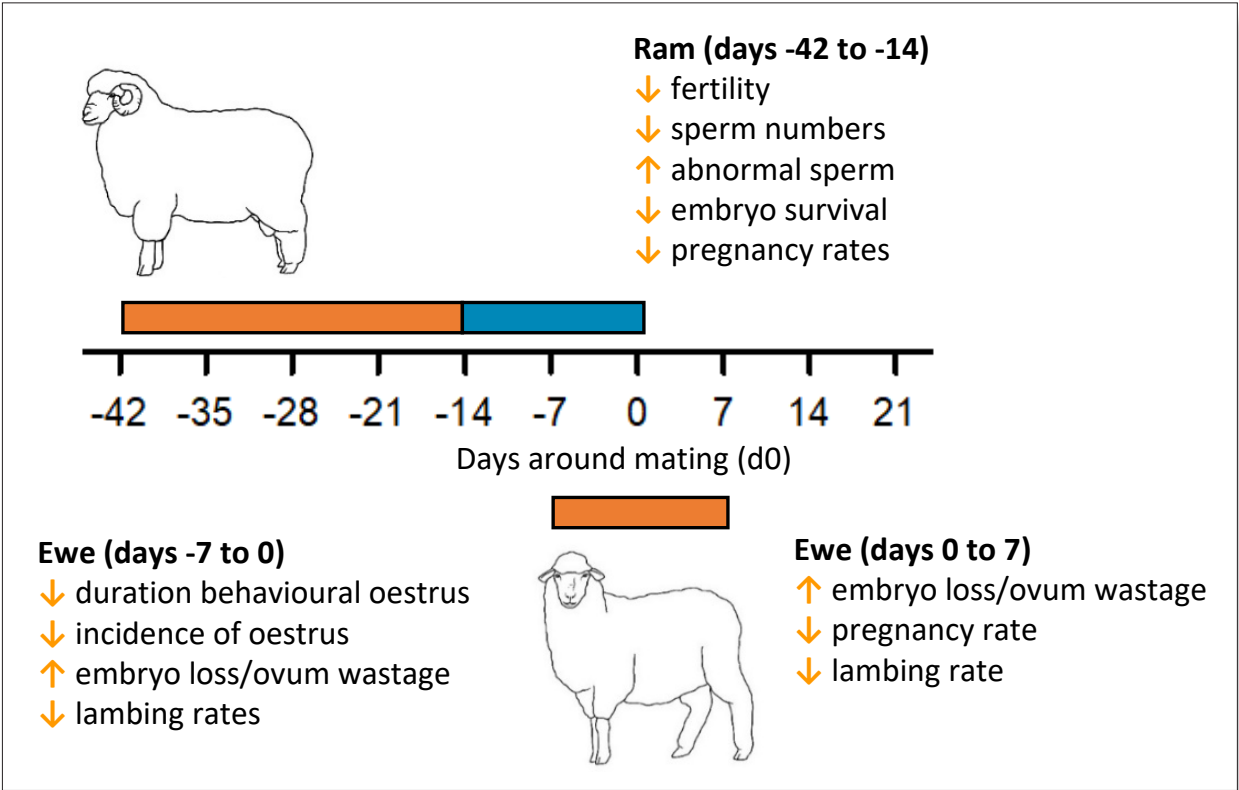 Ram (days -42 to -14)
↓ fertility
↓ sperm numbers
↑ abnormal sperm
↓ embryo survival
↓ pregnancy rates
-42 -35 -28 -21 -14 -7 0 7 14 21
Days around mating (d0)
Ewe (days -7 to 0)
↓ duration behavioural oestrus
↓ incidence of oestrus
↑ embryo loss/ovum wastage
↓ lambing rates
Ewe (days 0 to 7)
↑ embryo loss/ovum wastage
↓ pregnancy rate
↓ lambing rate